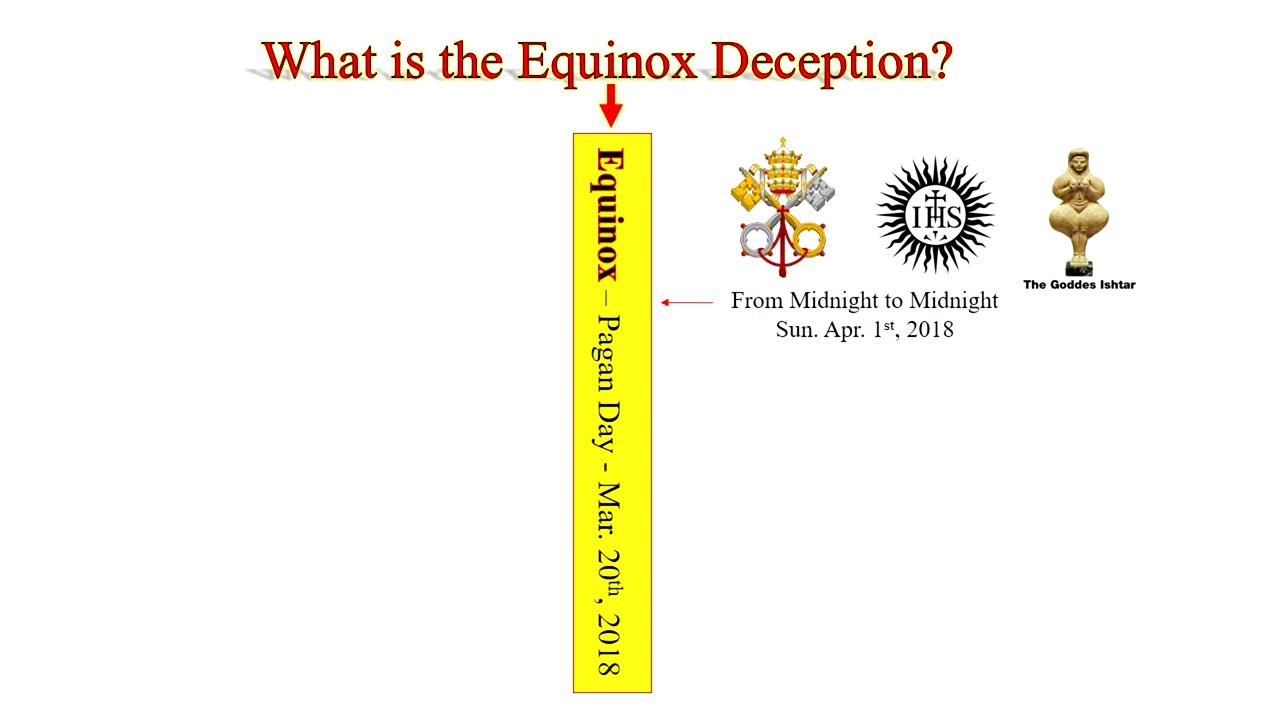 What is the Equinox Deception?
Equinox – Pagan Day - Mar. 20th, 2018
IHS
The Goddes Ishtar
From Midnight to Midnight
Sun. Apr. 1st, 2018